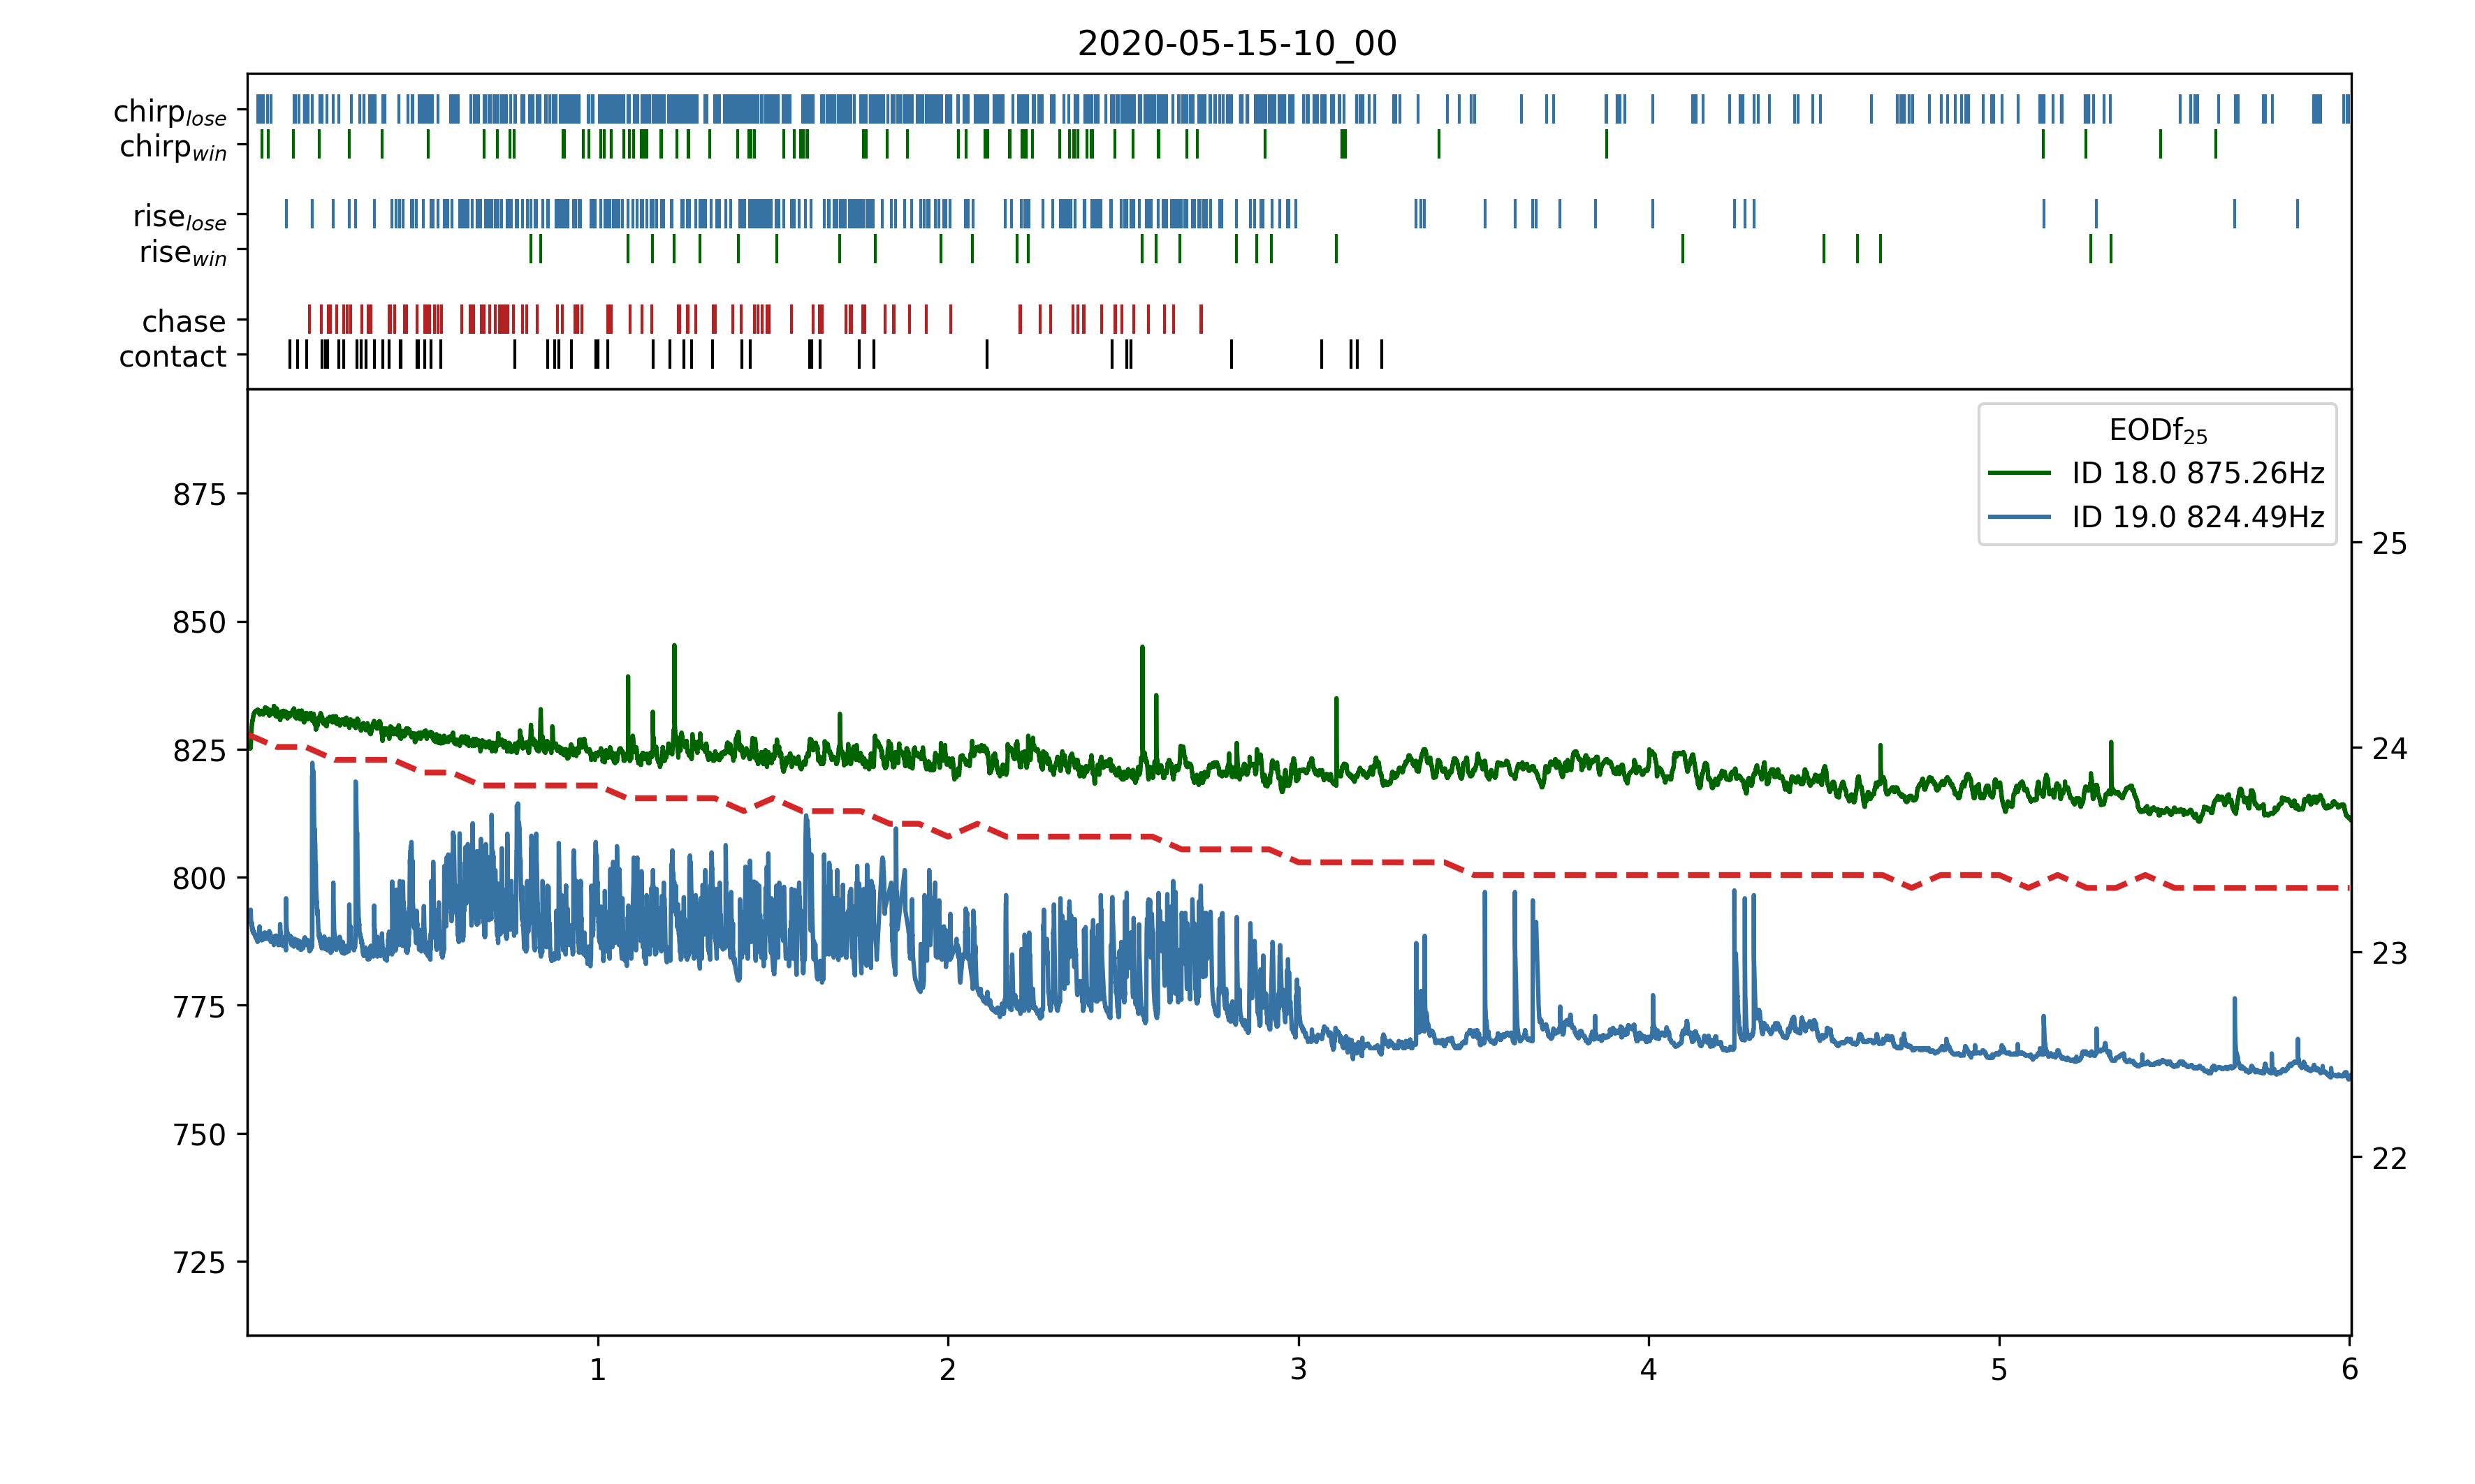 2020-05-15-10_00
chirp_lose
chirp_win
rise_lose
rise_win
chase
contact
EODf_25
ID 18.0 875.26Hz
ID 19.0 824.49Hz
875
850
825
800
775
750
725
25
24
23
22
1 2 3 4 5 6